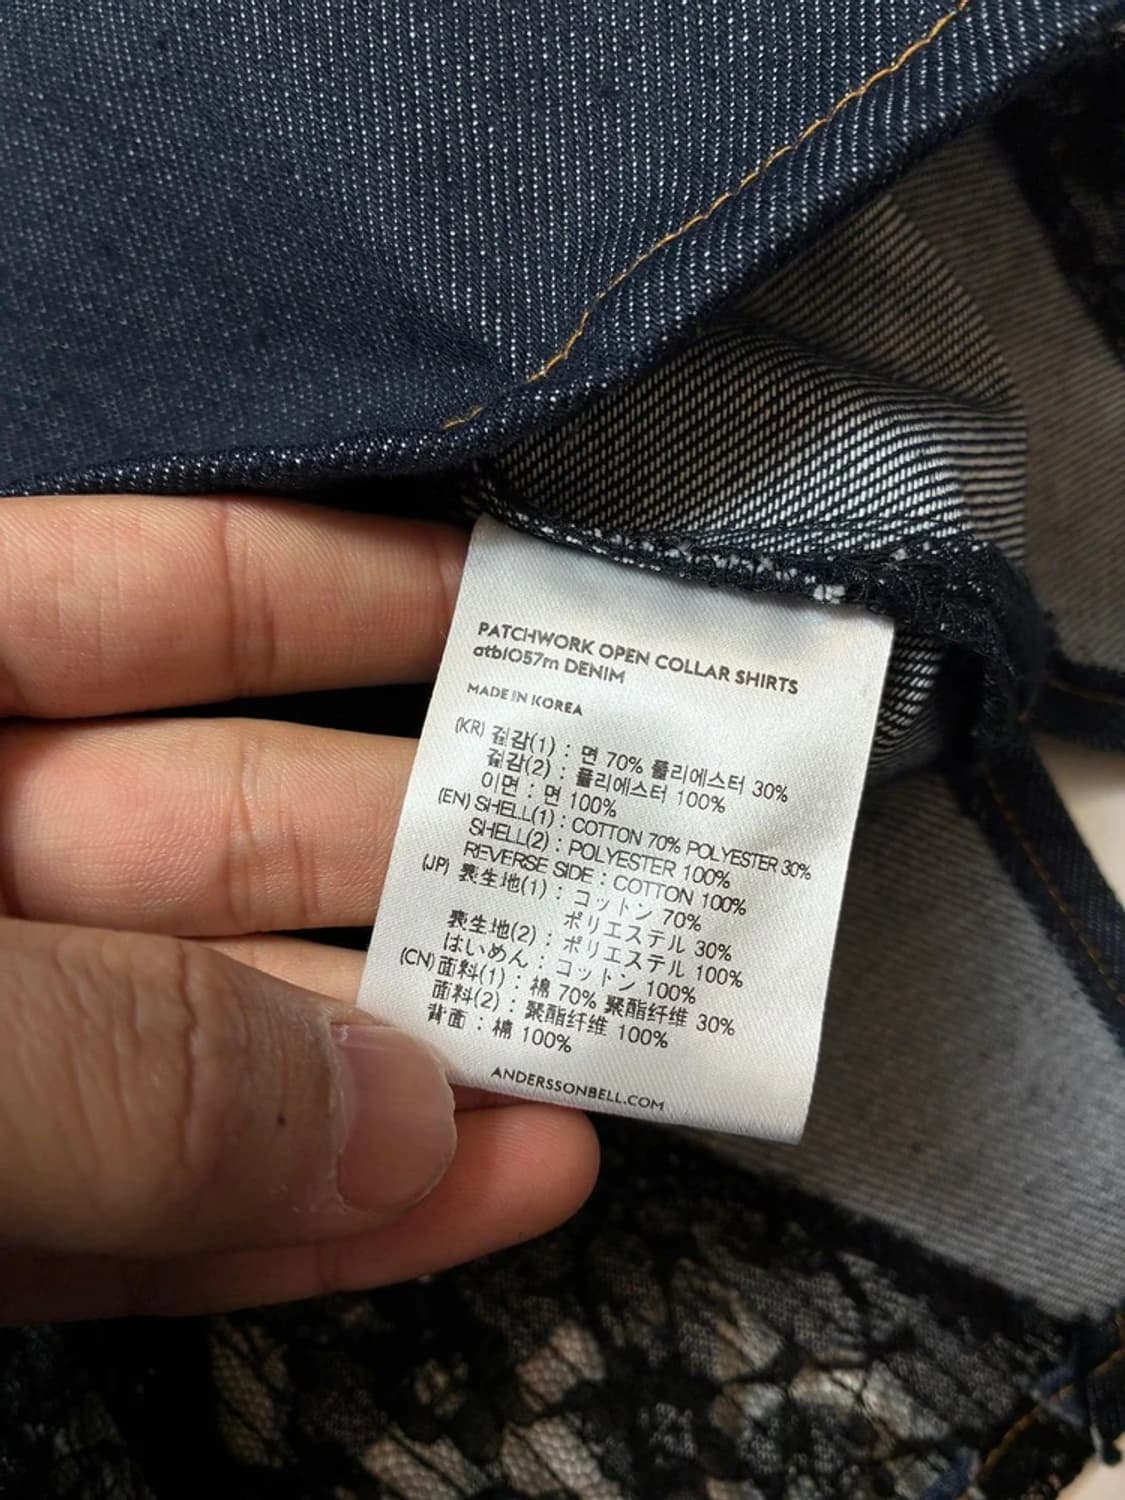 PATCHWORK OPEN COLLAR SHIRTS
atb1057m DENIM
MADE IN KOREA
(KR) 겉감(1) : 면 70% 폴리에스터 30%
겉감(2) : 폴리에스터 100%
이면 : 면 100%
(EN) SHELL(1) : COTTON 70% POLYESTER 30%
SHELL(2) : POLYESTER 100%
REVERSE SIDE : COTTON 100%
(JP) 表生地(1) : コットン 70%
ポリエステル 30%
表生地(2) : ポリエステル 100%
はいめん : コットン 100%
(CN) 面料(1) : 棉 70% 聚酯纤维 30%
面料(2) : 聚酯纤维 100%
背面 : 棉 100%
ANDERSSONBELL.COM